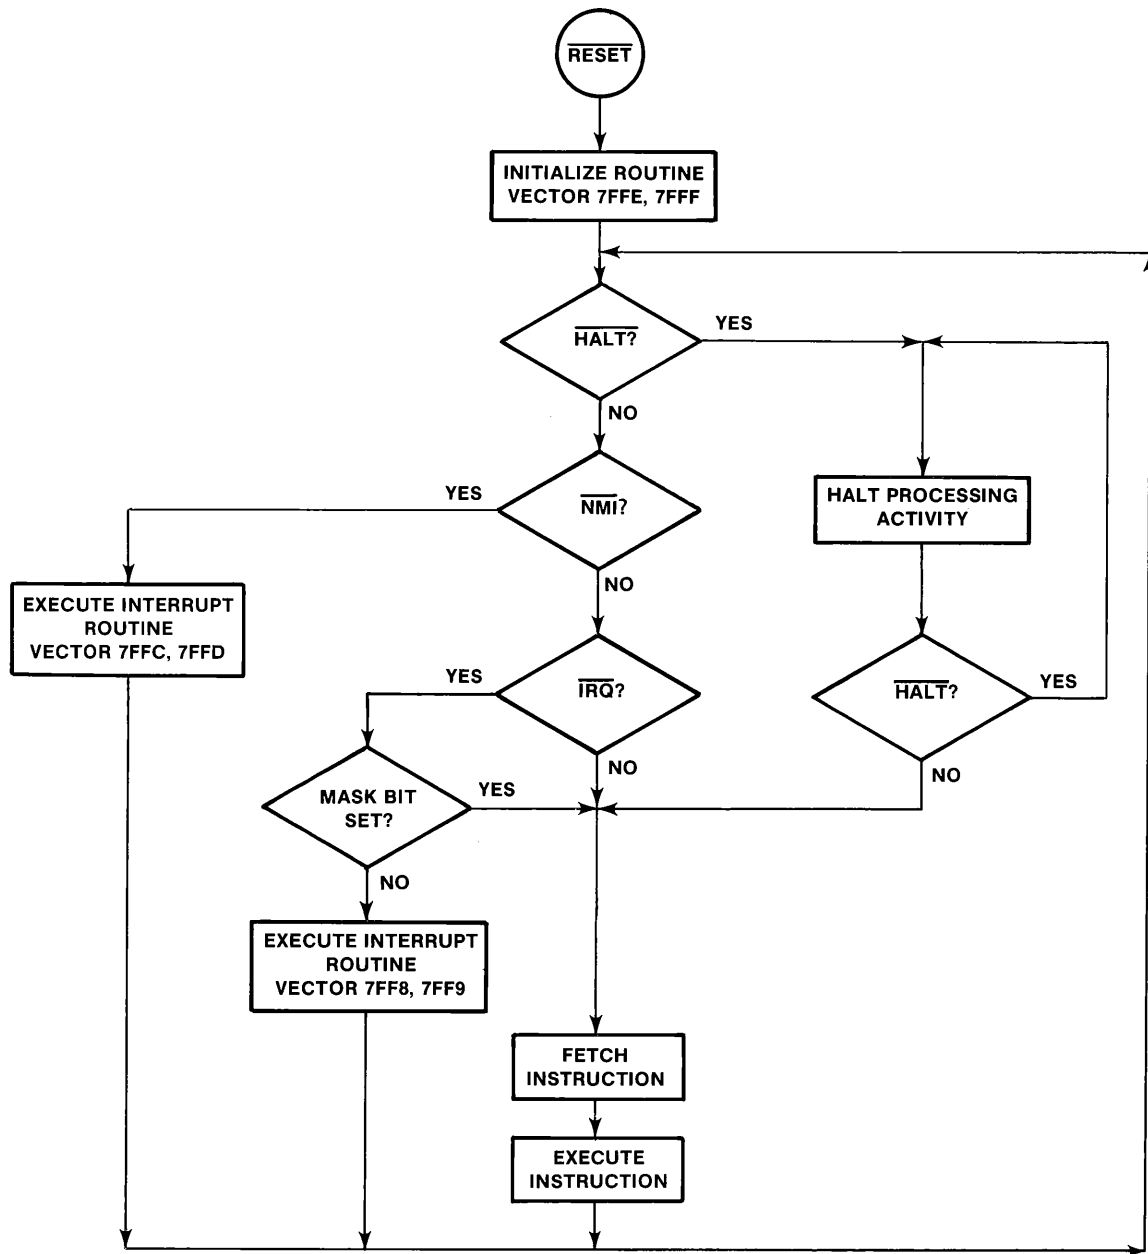 RESET
INITIALIZE ROUTINE
VECTOR 7FFE, 7FFF
HALT?
YES
NO
NMI?
YES
NO
HALT PROCESSING
ACTIVITY
EXECUTE INTERRUPT
ROUTINE
VECTOR 7FFC, 7FFD
IRQ?
YES
NO
HALT?
YES
NO
MASK BIT
SET?
YES
NO
EXECUTE INTERRUPT
ROUTINE
VECTOR 7FF8, 7FF9
FETCH
INSTRUCTION
EXECUTE
INSTRUCTION